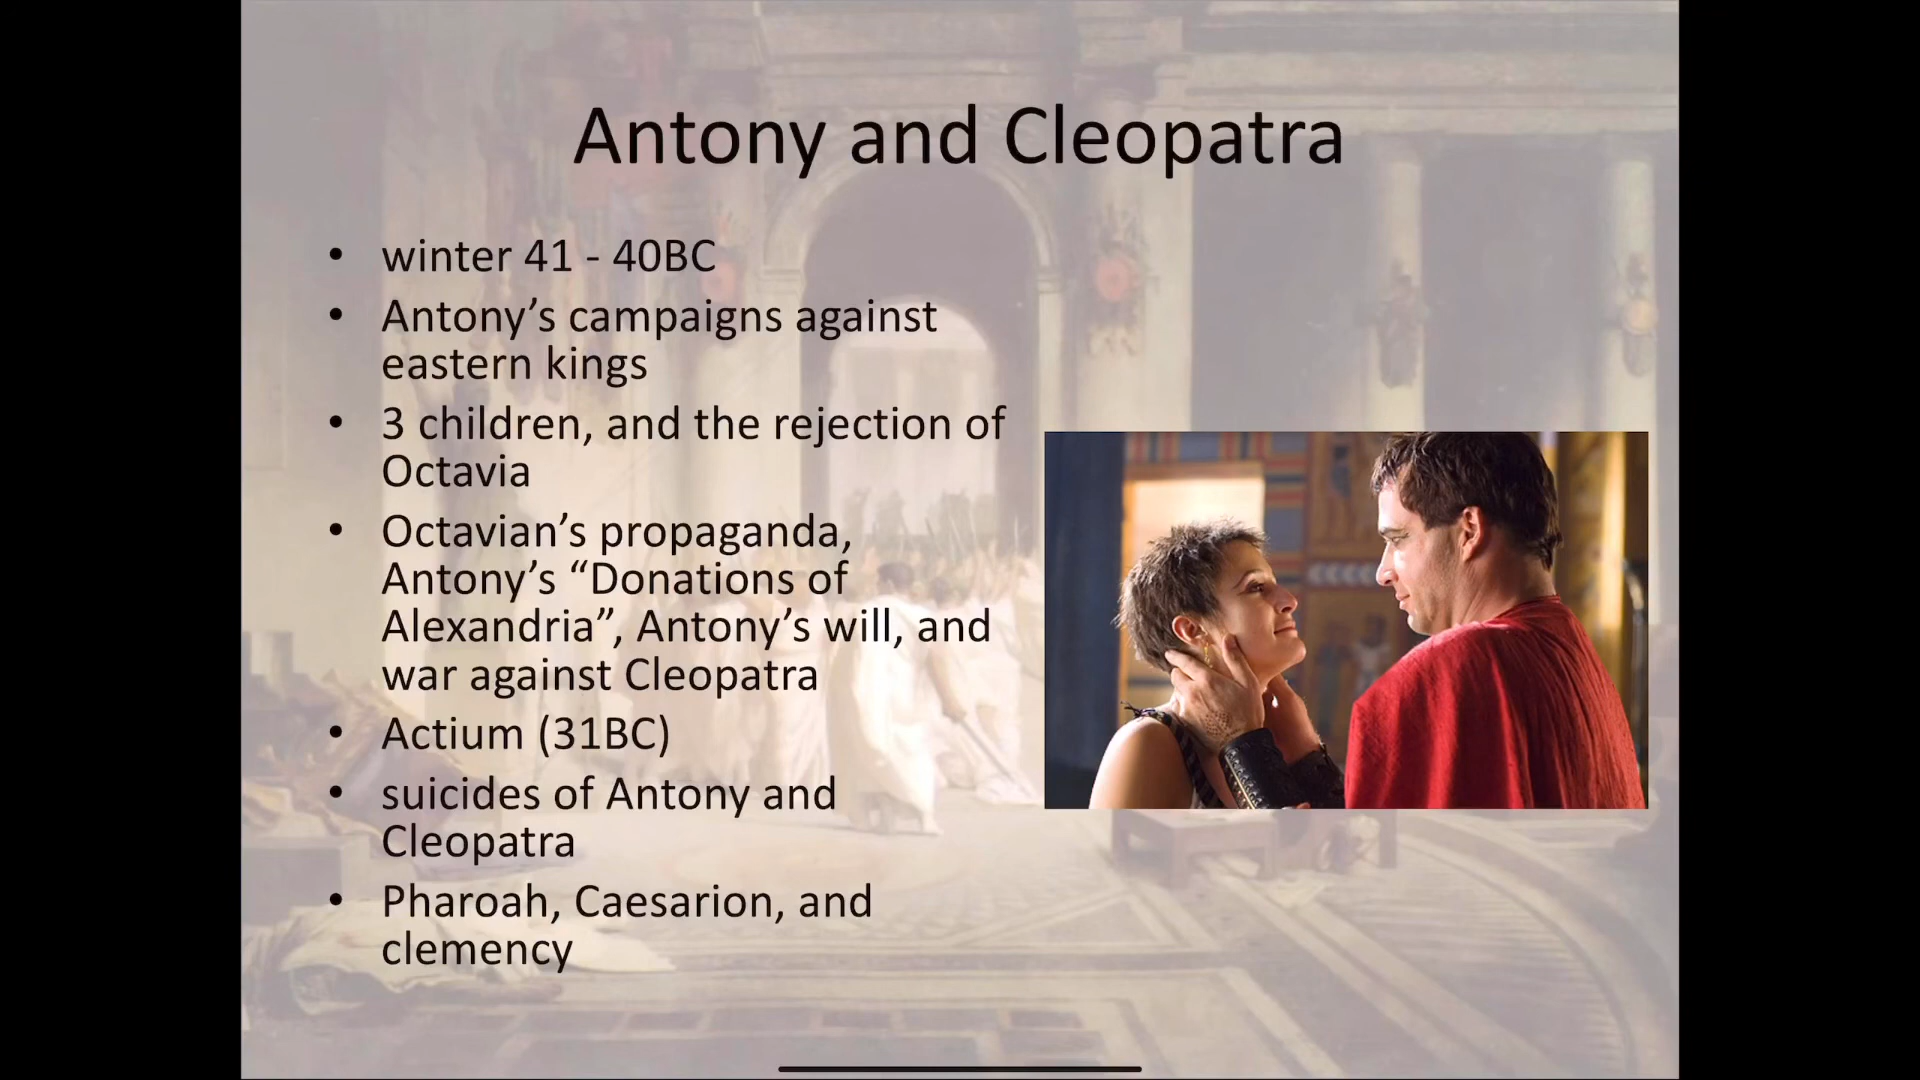 Antony and Cleopatra
• winter 41 - 40BC
• Antony’s campaigns against
eastern kings
• 3 children, and the rejection of
Octavia
• Octavian’s propaganda,
Antony’s “Donations of
Alexandria”, Antony’s will, and
war against Cleopatra
• Actium (31BC)
• suicides of Antony and
Cleopatra
• Pharoah, Caesarion, and
clemency